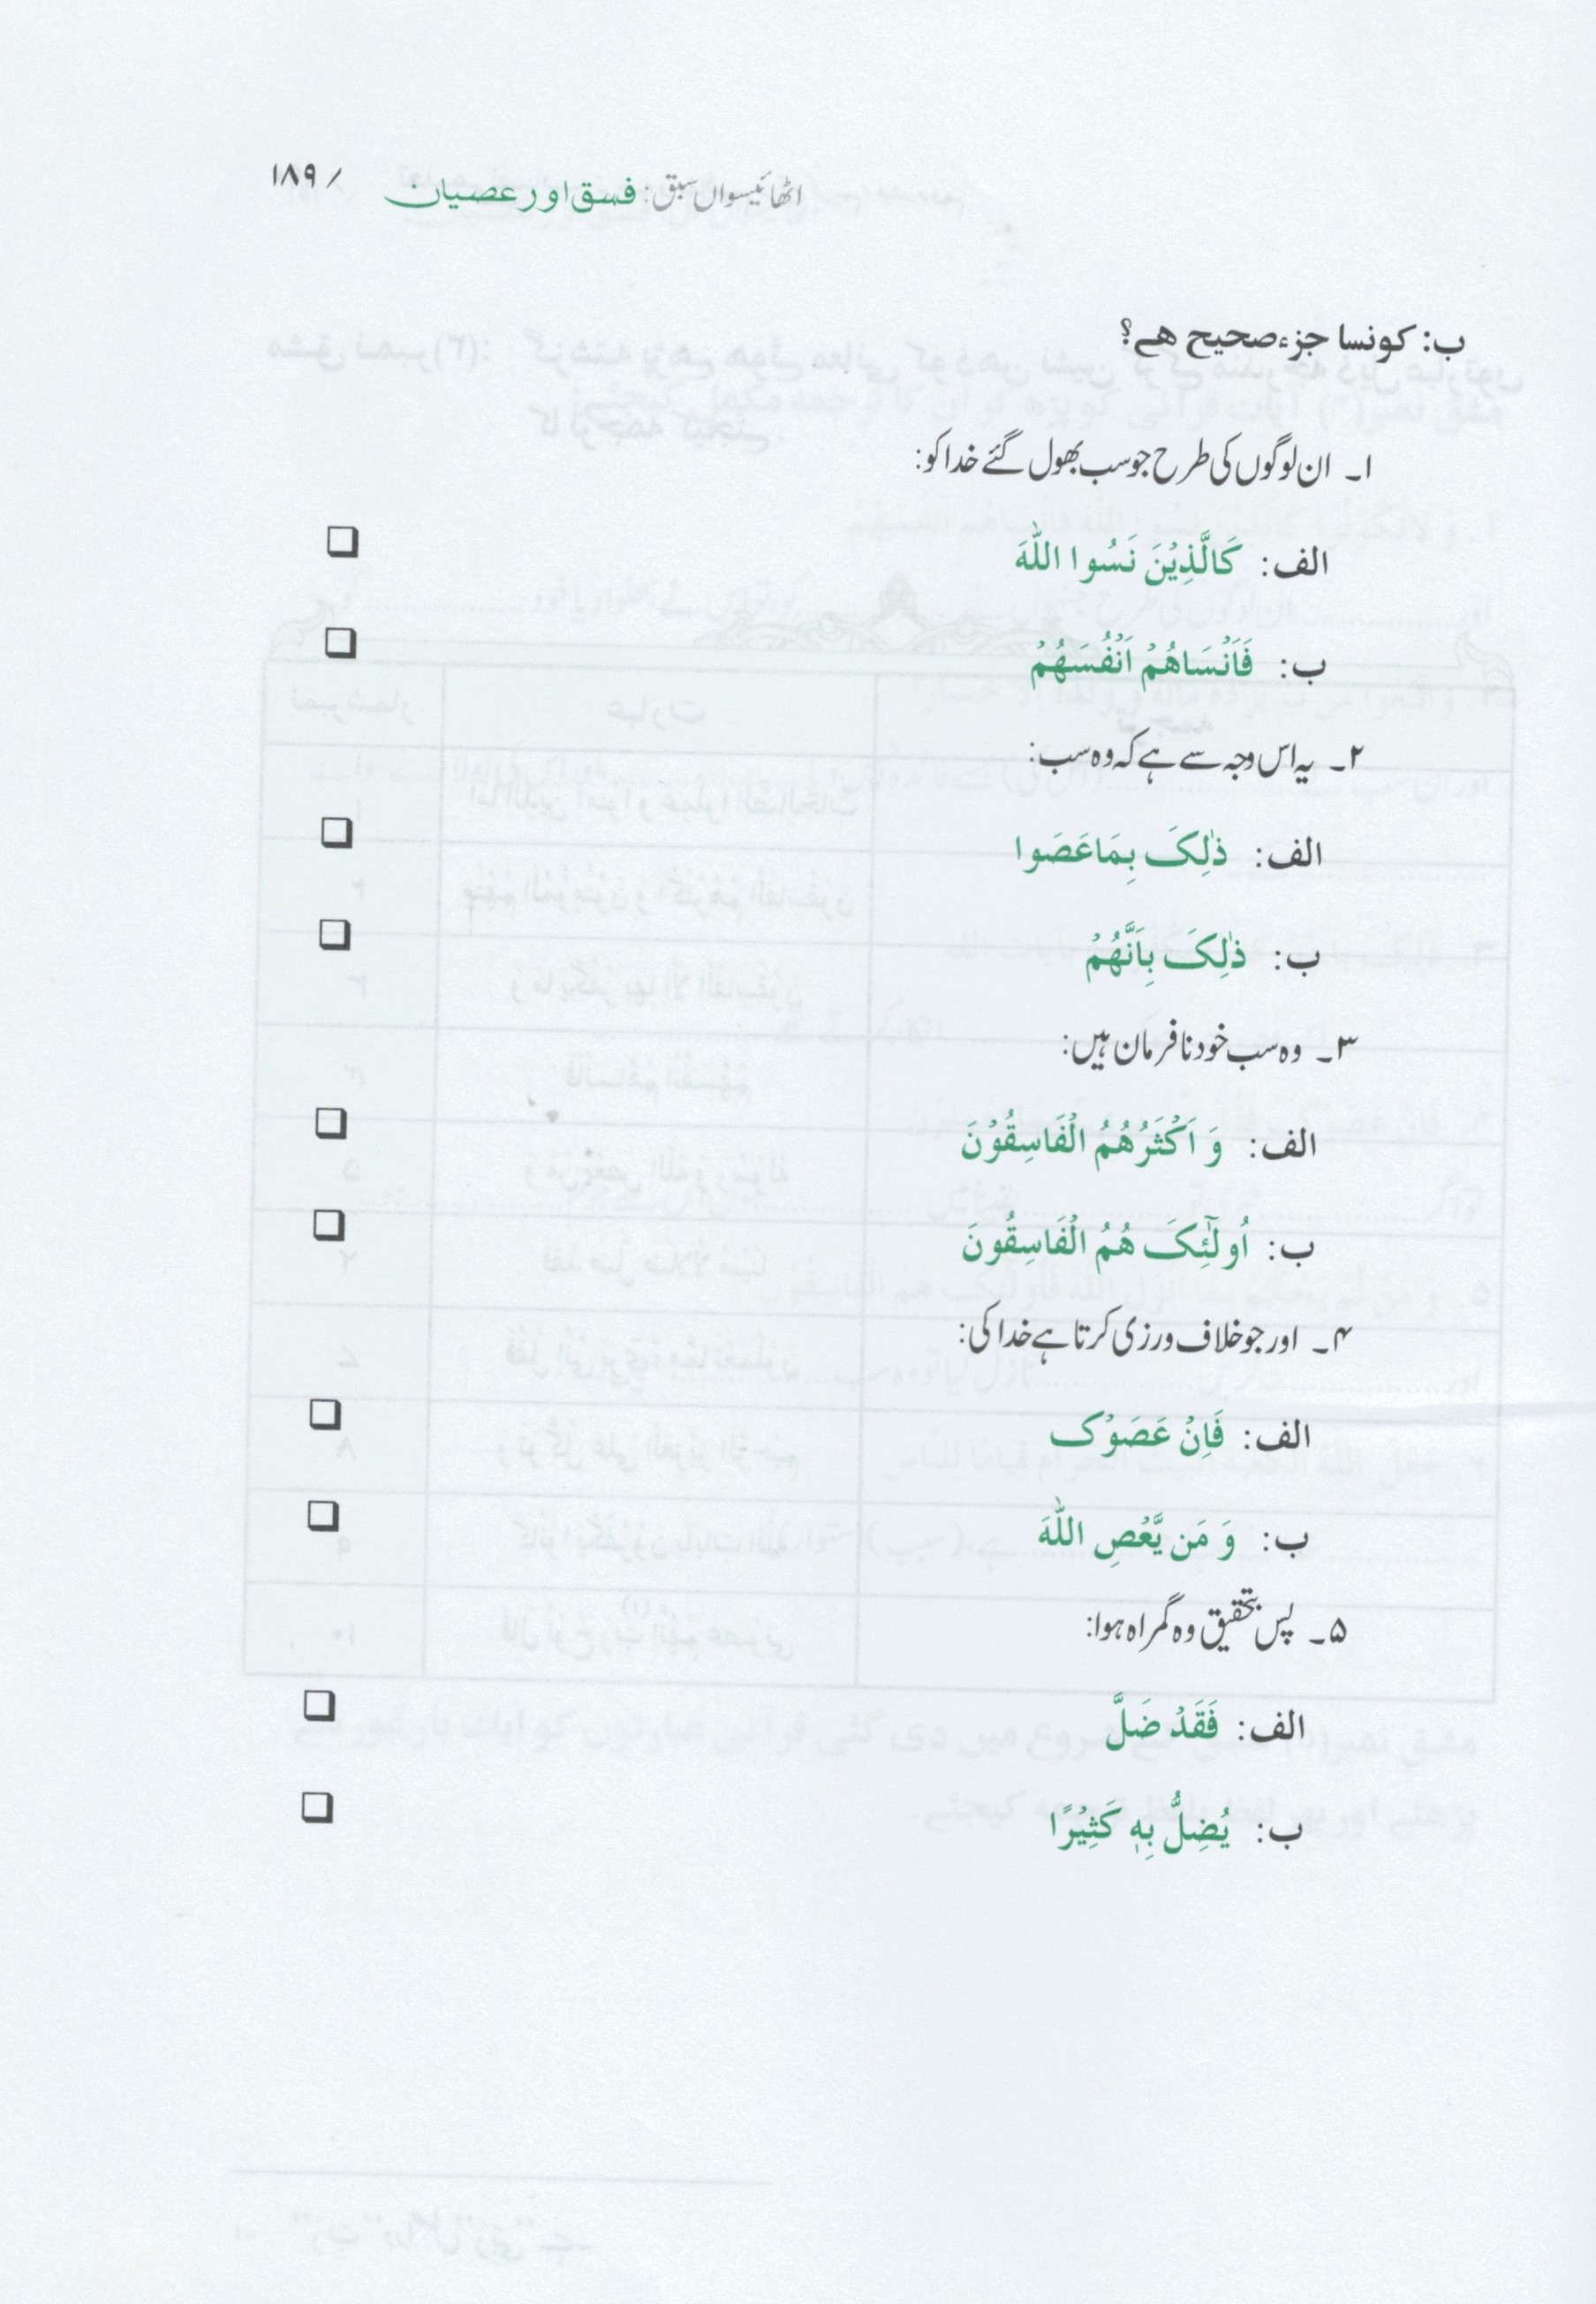 اٹھائیسواں سبق: فسق اور عصیان / ۱۸۹
ب: کونسا جزء صحیح ھے؟
۱۔ ان لوگوں کی طرح جو سب بھول گئے خدا کو:
الف: کَالَّذِیْنَ نَسُوا اللّٰہَ ❑
ب: فَاَنْسَاھُمْ اَنْفُسَھُمْ ❑
۲۔ یہ اس وجہ سے ہے کہ وہ سب:
الف: ذٰلِکَ بِمَا عَصَوا ❑
ب: ذٰلِکَ بِاَنَّھُمْ ❑
۳۔ وہ سب خود نافرمان ہیں:
الف: وَ اَکْثَرُھُمُ الْفَاسِقُوْنَ ❑
ب: اُولٰٓئِکَ ھُمُ الْفَاسِقُونَ ❑
۴۔ اور جو خلاف ورزی کرتا ہے خدا کی:
الف: فَاِنْ عَصَوْک ❑
ب: وَ مَن یَّعْصِ اللّٰہَ ❑
۵۔ پس بتحقیق وہ گمراہ ہوا:
الف: فَقَدْ ضَلَّ ❑
ب: یُضِلُّ بِہٖ کَثِیْرًا ❑